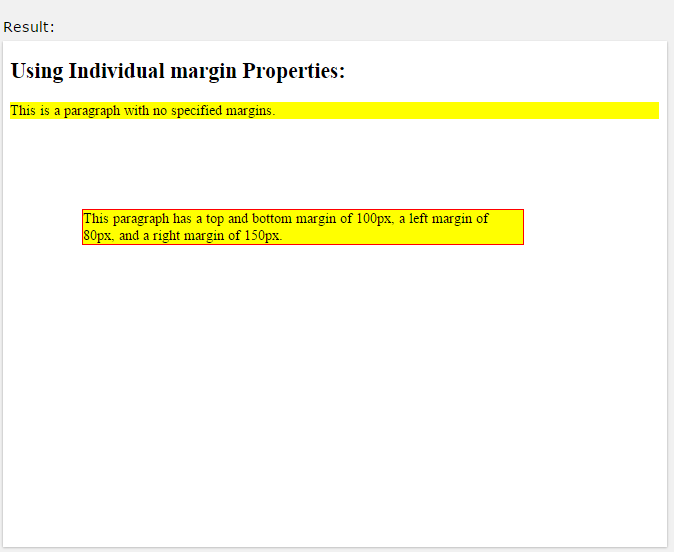 Result:
Using Individual margin Properties:
This is a paragraph with no specified margins.
This paragraph has a top and bottom margin of 100px, a left margin of
80px, and a right margin of 150px.